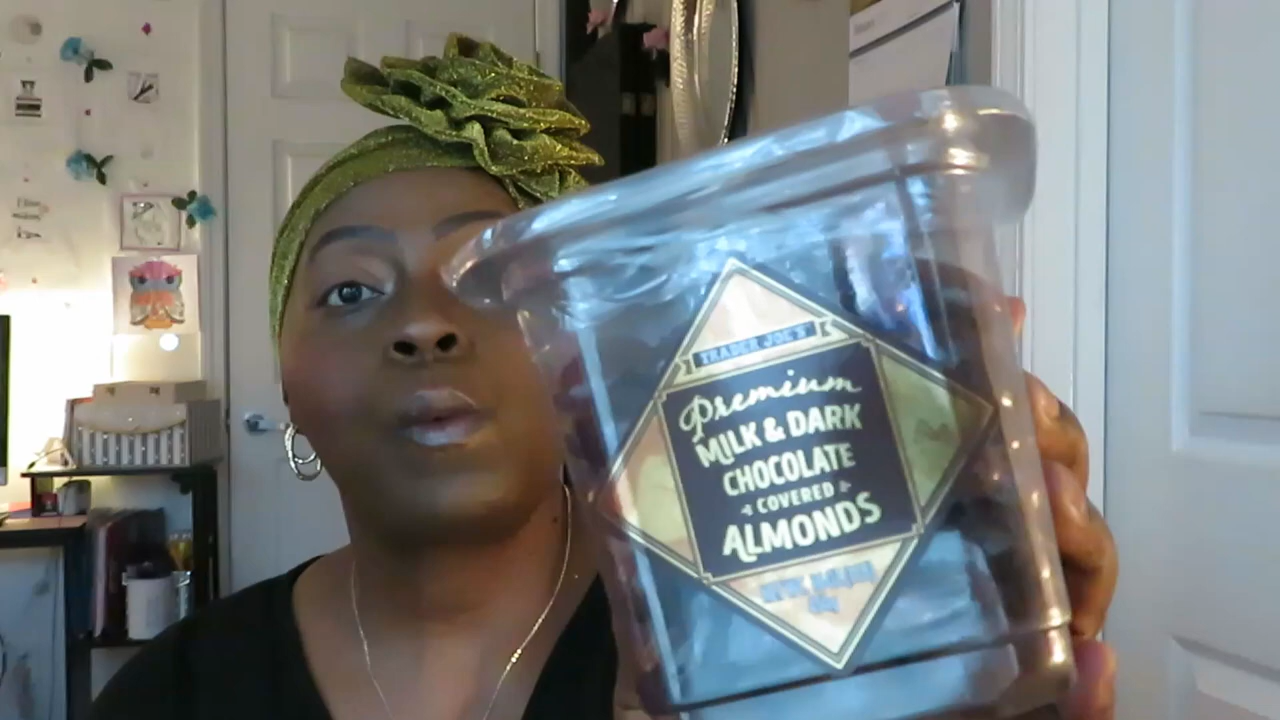 TRADER JOE'S
Premium
MILK & DARK
CHOCOLATE
COVERED
ALMONDS